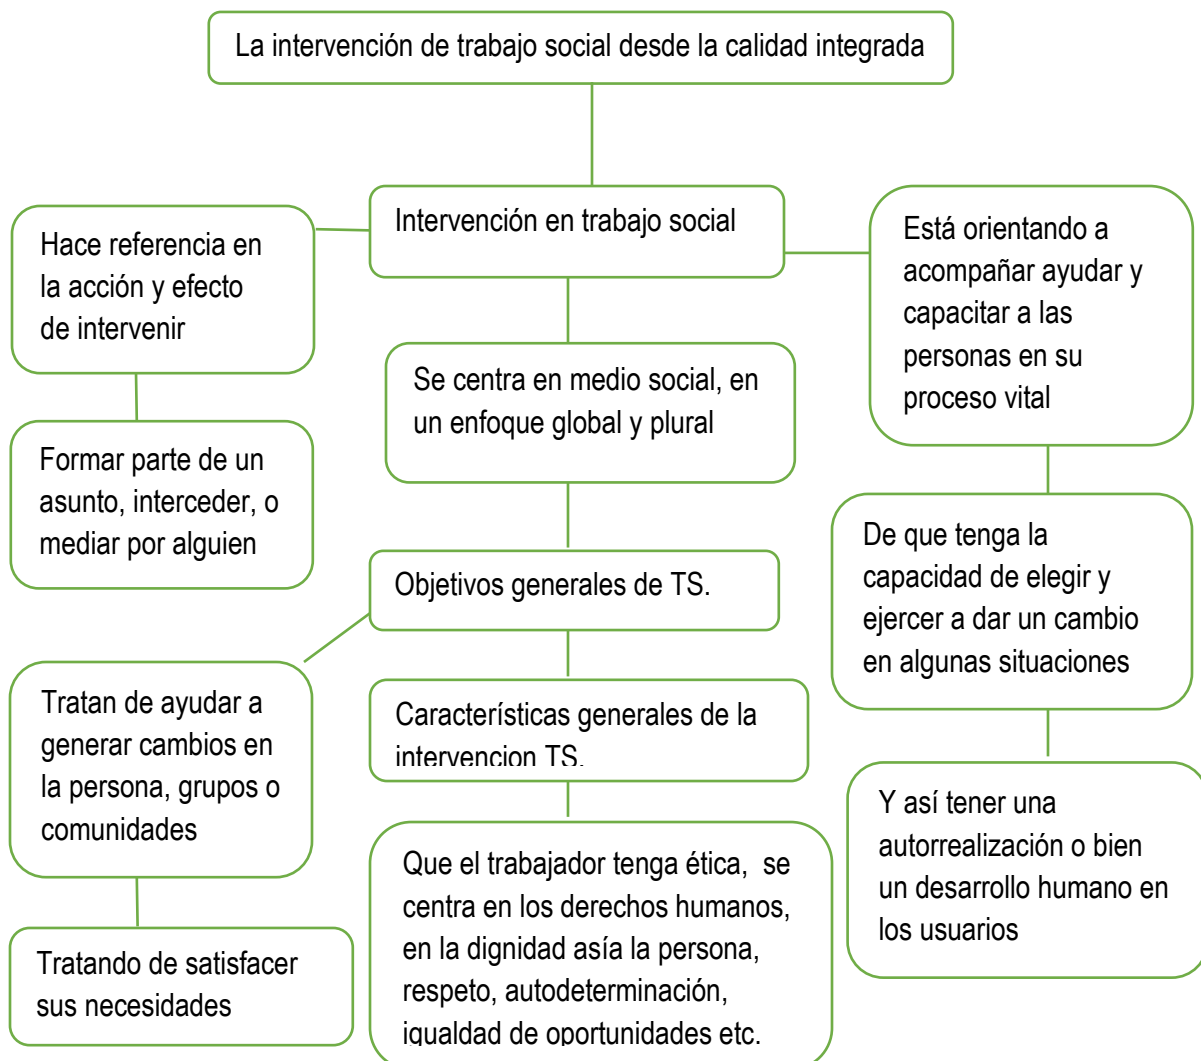 La intervención de trabajo social desde la calidad integrada
Intervención en trabajo social
Hace referencia en
la acción y efecto
de intervenir
Formar parte de un
asunto, interceder, o
mediar por alguien
Se centra en medio social, en
un enfoque global y plural
Está orientando a
acompañar ayudar y
capacitar a las
personas en su
proceso vital
De que tenga la
capacidad de elegir y
ejercer a dar un cambio
en algunas situaciones
Y así tener una
autorrealización o bien
un desarrollo humano en
los usuarios
Objetivos generales de TS.
Tratan de ayudar a
generar cambios en
la persona, grupos o
comunidades
Tratando de satisfacer
sus necesidades
Características generales de la
intervencion TS.
Que el trabajador tenga ética,  se
centra en los derechos humanos,
en la dignidad asía la persona,
respeto, autodeterminación,
igualdad de oportunidades etc.